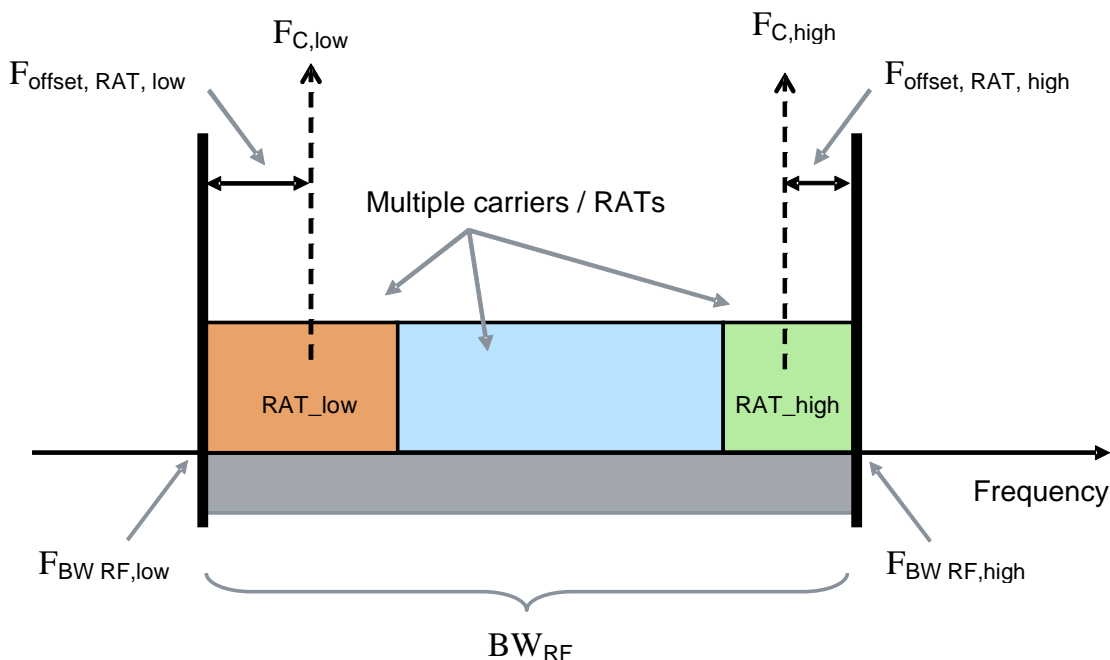 F_C,low
F_C,high
F_offset, RAT, low
F_offset, RAT, high
Multiple carriers / RATs
RAT_low
RAT_high
Frequency
F_BW RF,low
F_BW RF,high
BW_RF